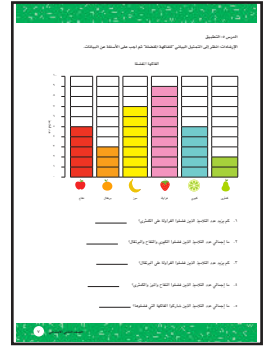 الدرس ٥: التطبيق
الإرشادات: انظر إلى التمثيل البياني "الفاكهة المفضلة" ثم أجب على الأسئلة عن البيانات.
الفاكهة المفضلة
تفاح برتقال موز فراولة كيوي كمثرى
١. كم يزيد عدد التلاميذ الذين فضلوا الفراولة على الكمثرى؟
٢. ما إجمالي عدد التلاميذ الذين فضلوا الكيوي والتفاح والبرتقال؟
٣. كم يزيد عدد التلاميذ الذين فضلوا الفراولة على البرتقال؟
٤. ما إجمالي عدد التلاميذ الذين فضلوا التفاح والموز والكمثرى؟
٥. ما إجمالي عدد التلاميذ الذين شاركوا الفاكهة التي فضلوها؟